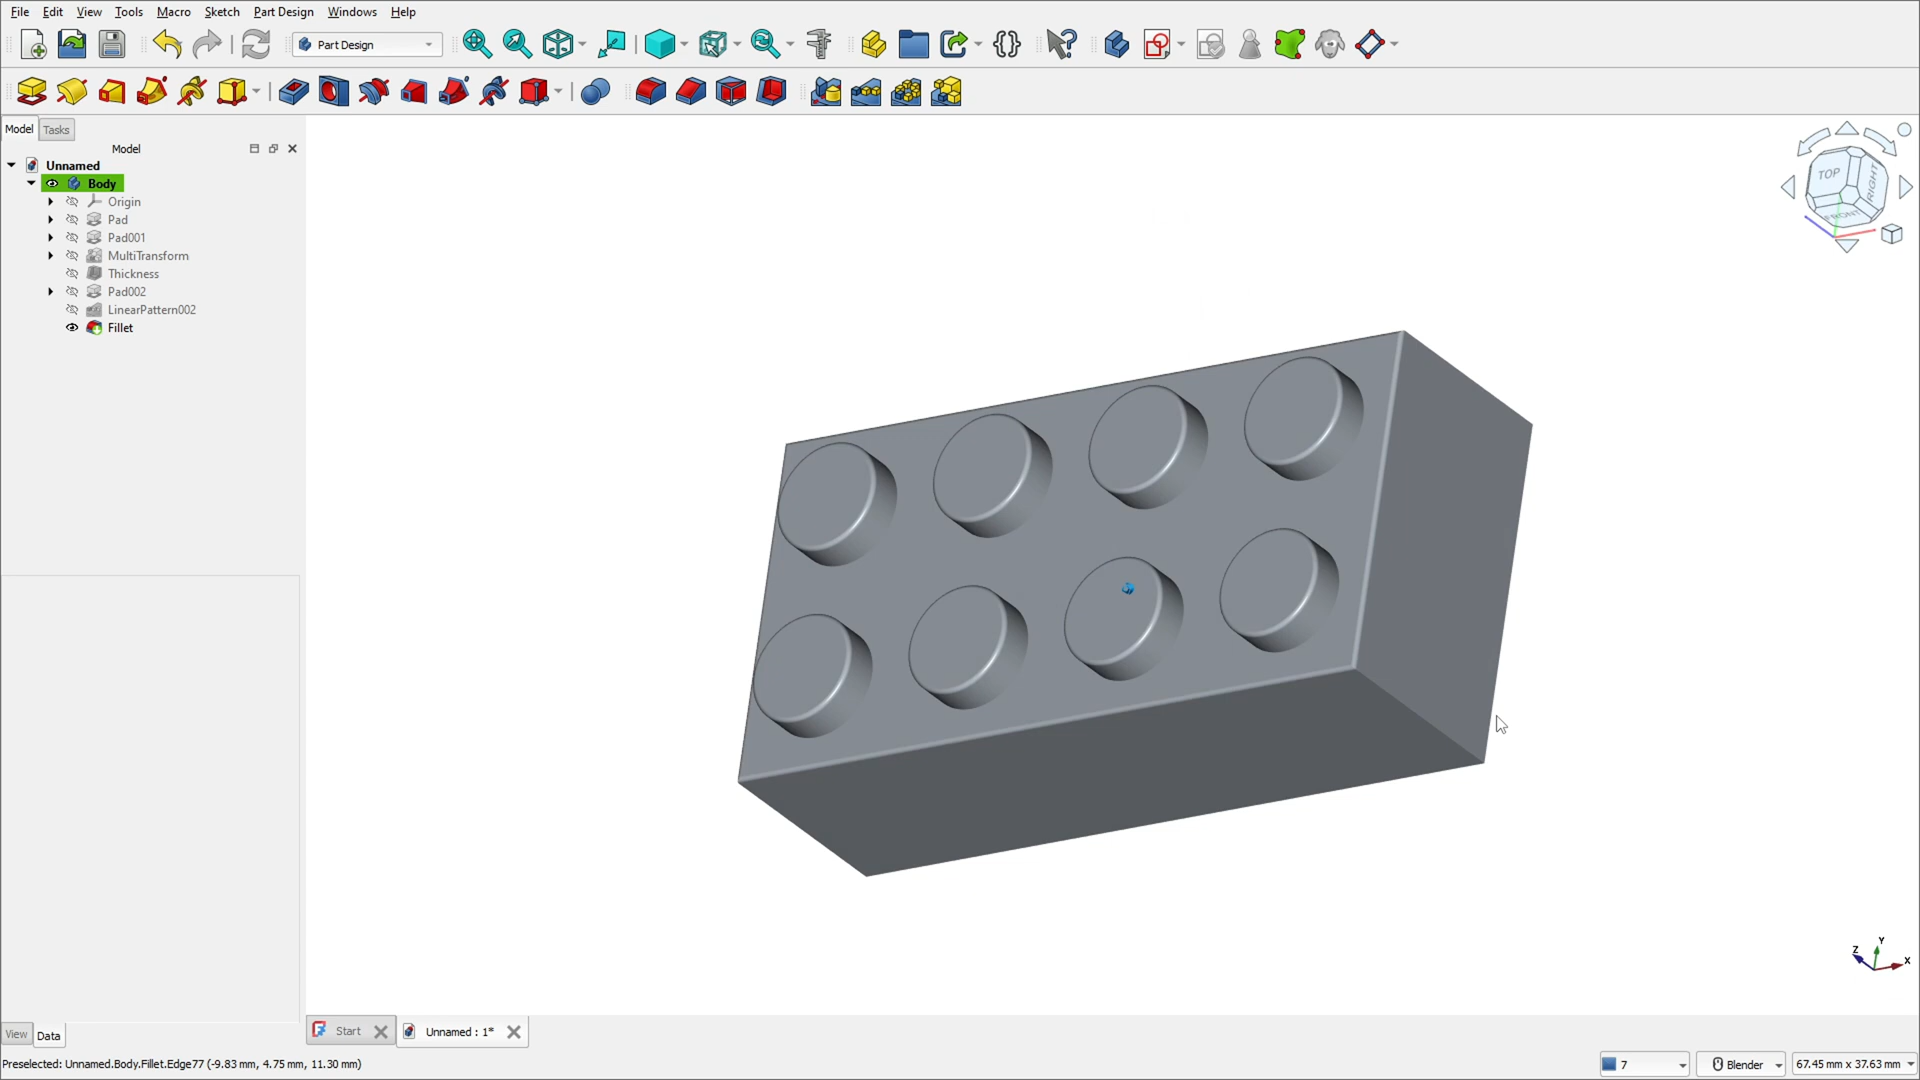 File Edit View Tools Macro Sketch Part Design Windows Help
Part Design
Model Tasks
Model
Unnamed
Body
Origin
Pad
Pad001
MultiTransform
Thickness
Pad002
LinearPattern002
Fillet
TOP
RIGHT
FRONT
Z Y X
View Data
Start
Unnamed : 1*
Preselected: Unnamed.Body.Fillet.Edge77 (-9.83 mm, 4.75 mm, 11.30 mm)
7
Blender
67.45 mm x 37.63 mm